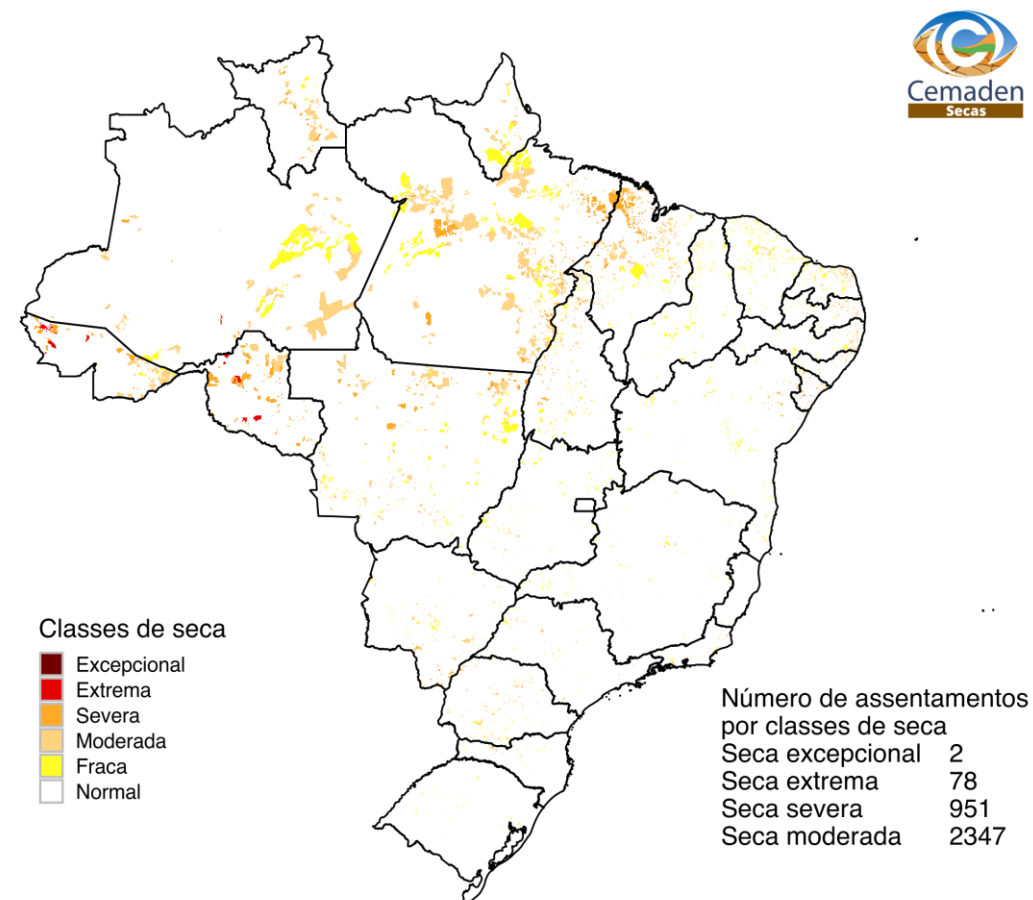 Cemaden
Secas
Classes de seca
Excepcional
Extrema
Severa
Moderada
Fraca
Normal
Número de assentamentos
por classes de seca
Seca excepcional 2
Seca extrema 78
Seca severa 951
Seca moderada 2347